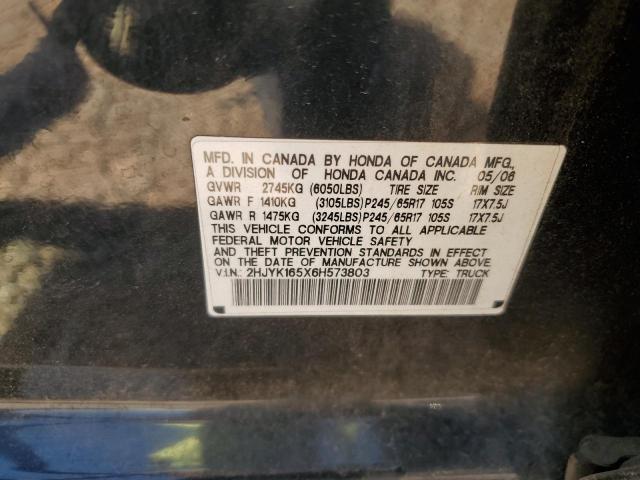 MFD. IN CANADA BY HONDA OF CANADA MFG.,
A DIVISION OF HONDA CANADA INC. 05/06
GVWR 2745KG (6050LBS) TIRE SIZE RIM SIZE
GAWR F 1410KG (3105LBS)P245/65R17 105S 17X7.5J
GAWR R 1475KG (3245LBS)P245/65R17 105S 17X7.5J
THIS VEHICLE CONFORMS TO ALL APPLICABLE
FEDERAL MOTOR VEHICLE SAFETY
AND THEFT PREVENTION STANDARDS IN EFFECT
ON THE DATE OF MANUFACTURE SHOWN ABOVE.
V.I.N.: 2HJYK165X6H573803 TYPE: TRUCK